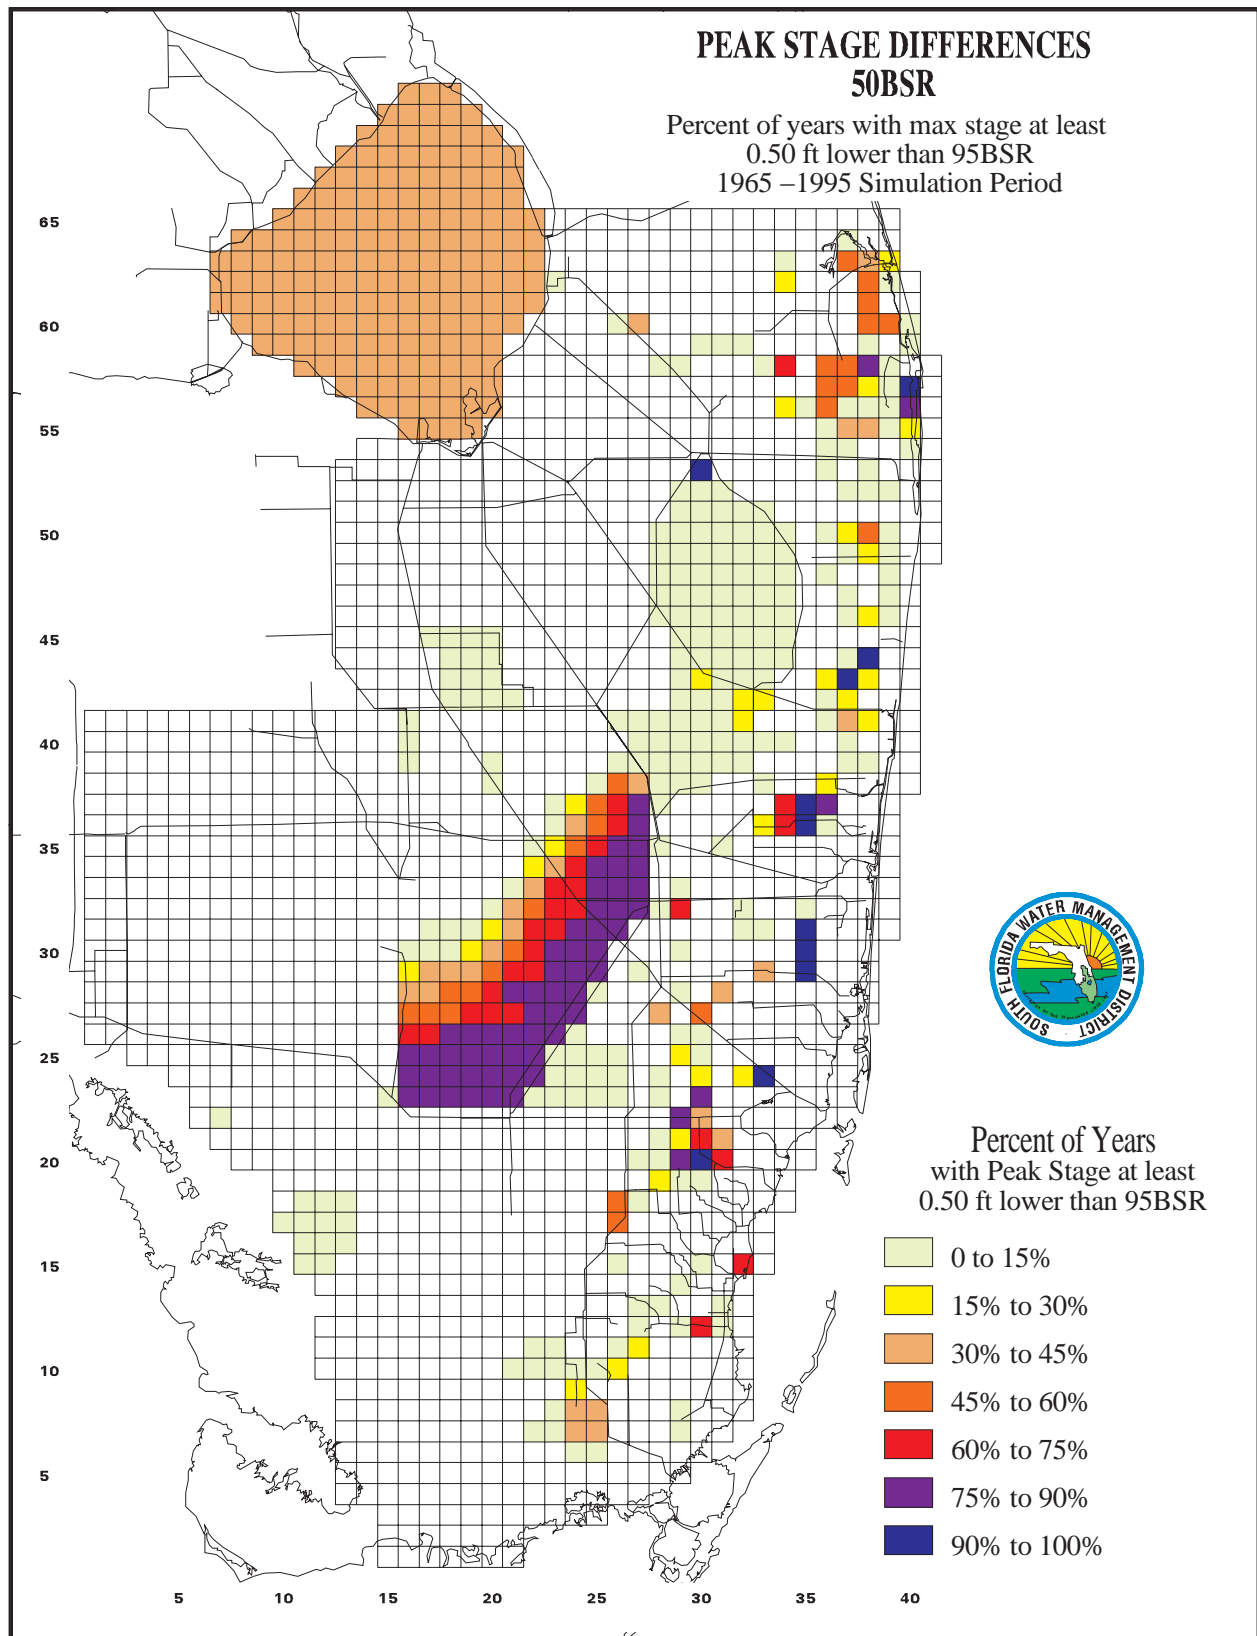 PEAK STAGE DIFFERENCES
50BSR
Percent of years with max stage at least
0.50 ft lower than 95BSR
1965 –1995 Simulation Period
65
60
55
50
45
40
35
30
25
20
15
10
5
5 10 15 20 25 30 35 40
SOUTH FLORIDA WATER MANAGEMENT DISTRICT
Percent of Years
with Peak Stage at least
0.50 ft lower than 95BSR
0 to 15%
15% to 30%
30% to 45%
45% to 60%
60% to 75%
75% to 90%
90% to 100%